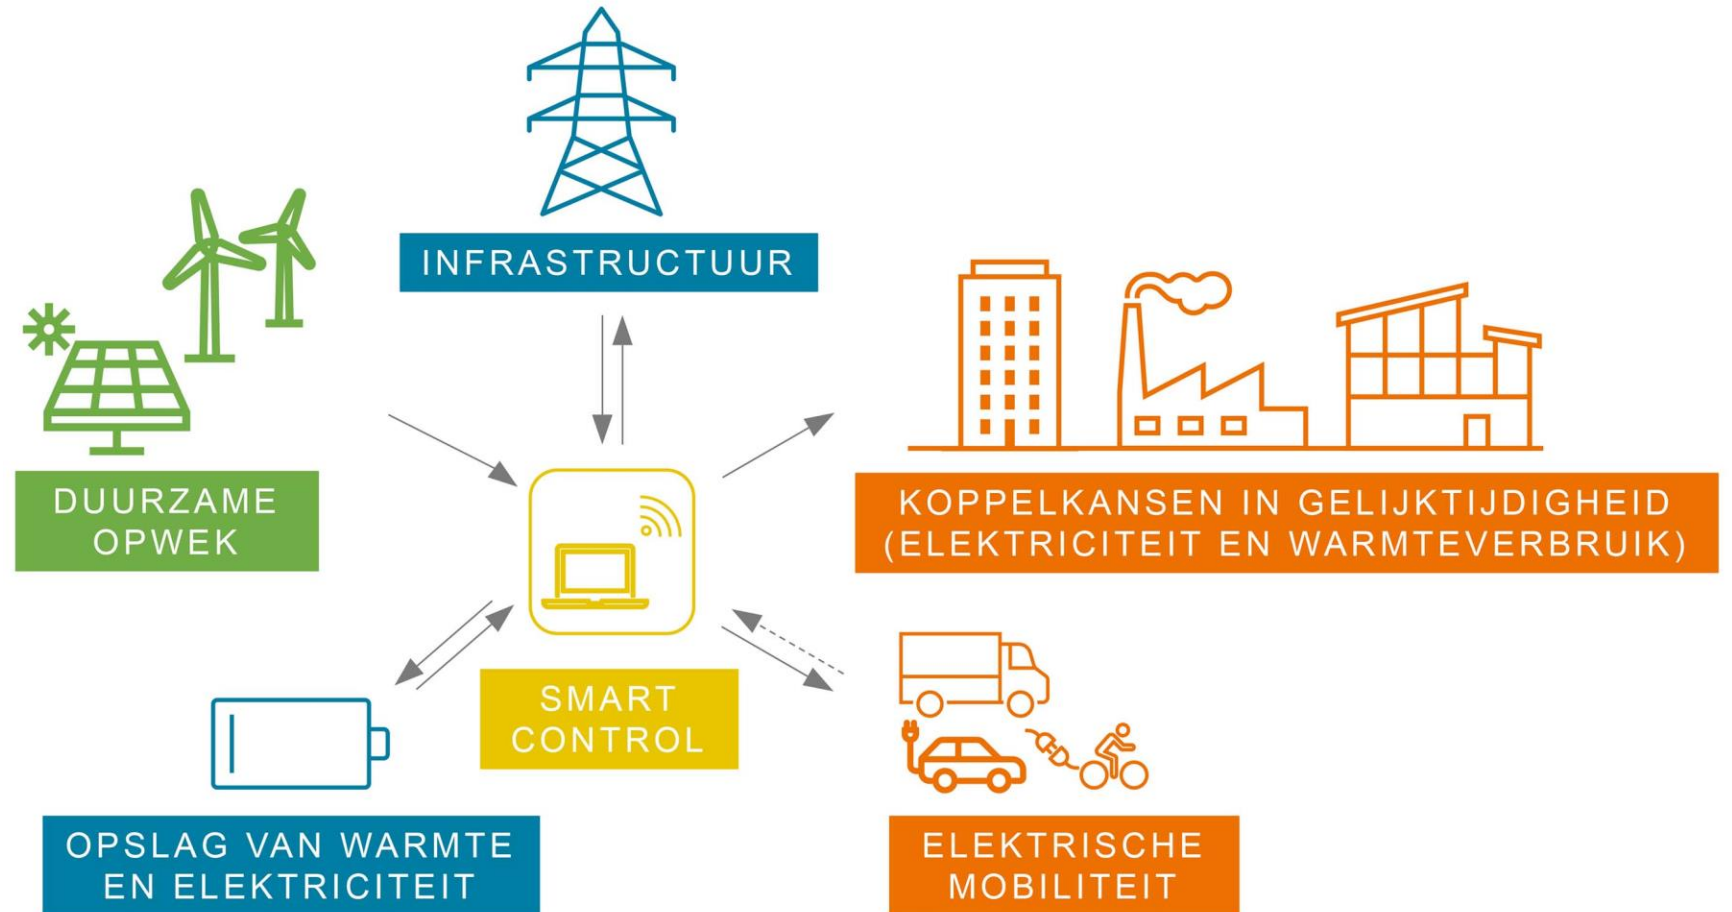 INFRASTRUCTUUR
DUURZAME
OPWEK
KOPPELKANSEN IN GELIJKTIJDIGHEID
(ELEKTRICITEIT EN WARMTEVERBRUIK)
SMART
CONTROL
OPSLAG VAN WARMTE
EN ELEKTRICITEIT
ELEKTRISCHE
MOBILITEIT